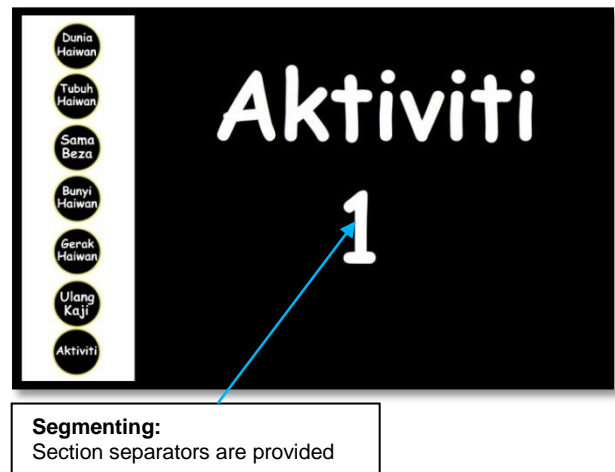 Dunia
Haiwan
Tubuh
Haiwan
Sama
Beza
Bunyi
Haiwan
Gerak
Haiwan
Ulang
Kaji
Aktiviti
Aktiviti
1
Segmenting:
Section separators are provided